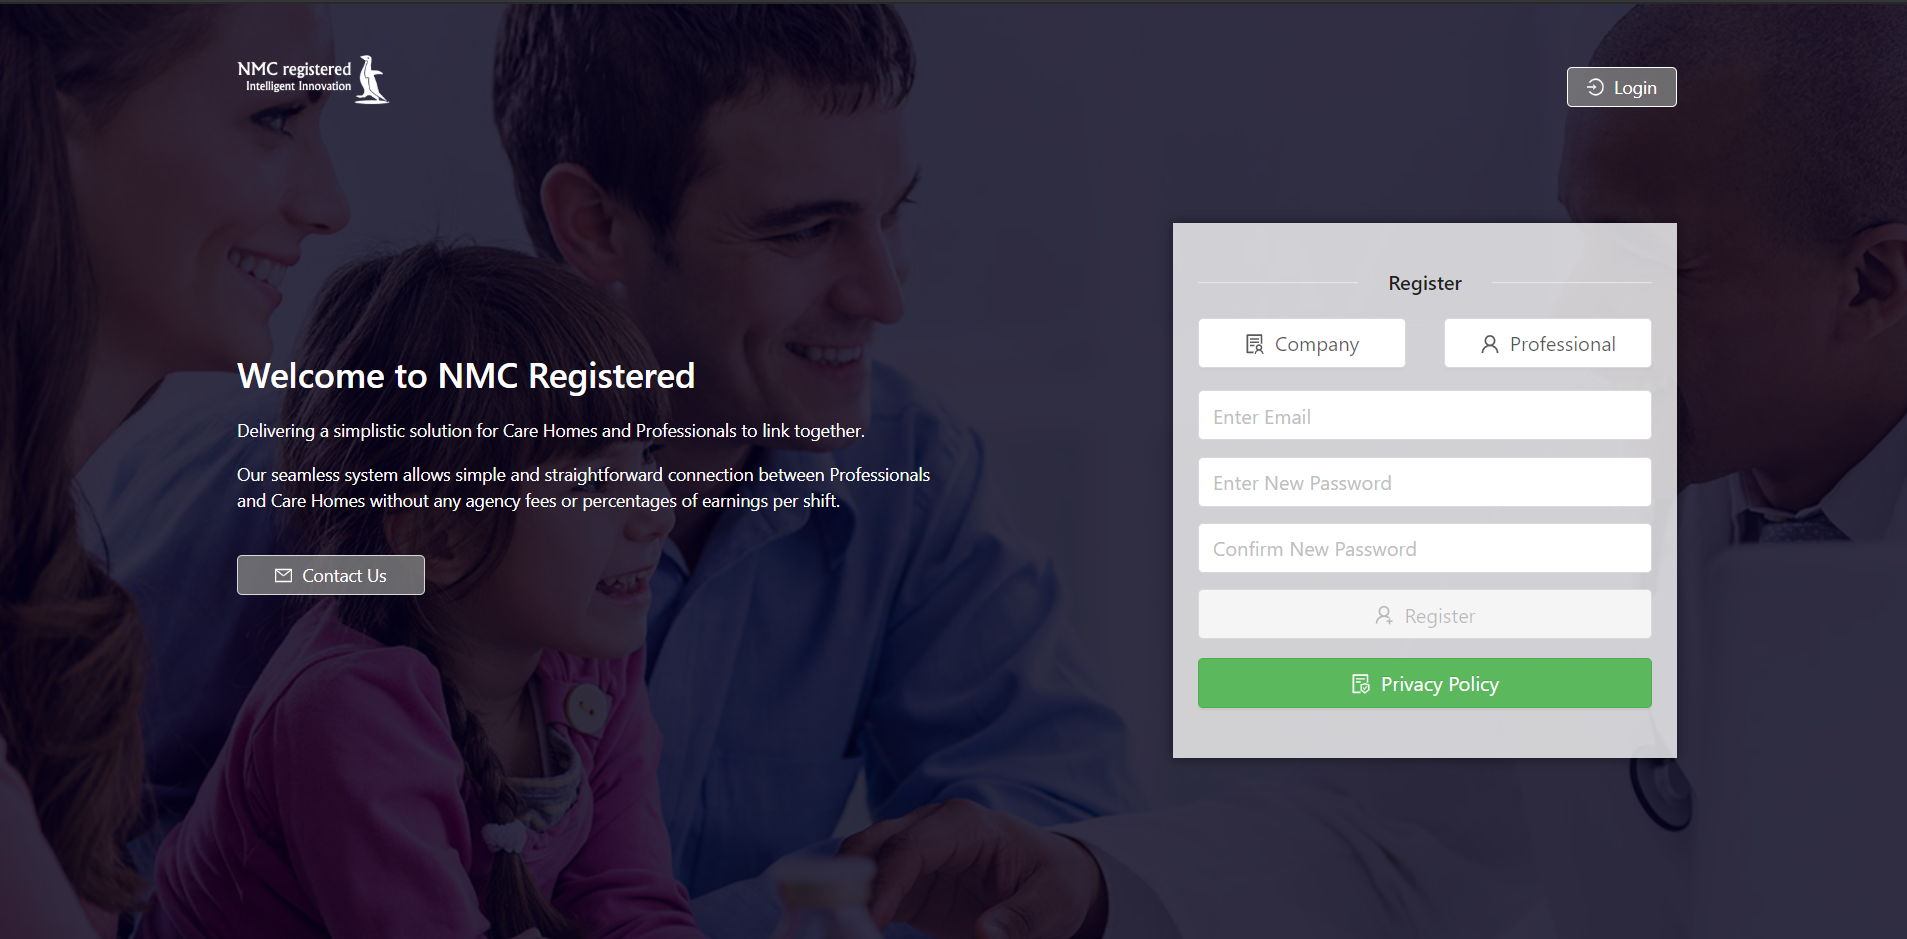 NMC registered
Intelligent Innovation
Login
Welcome to NMC Registered
Delivering a simplistic solution for Care Homes and Professionals to link together.
Our seamless system allows simple and straightforward connection between Professionals
and Care Homes without any agency fees or percentages of earnings per shift.
Contact Us
Register
Company
Professional
Enter Email
Enter New Password
Confirm New Password
Register
Privacy Policy